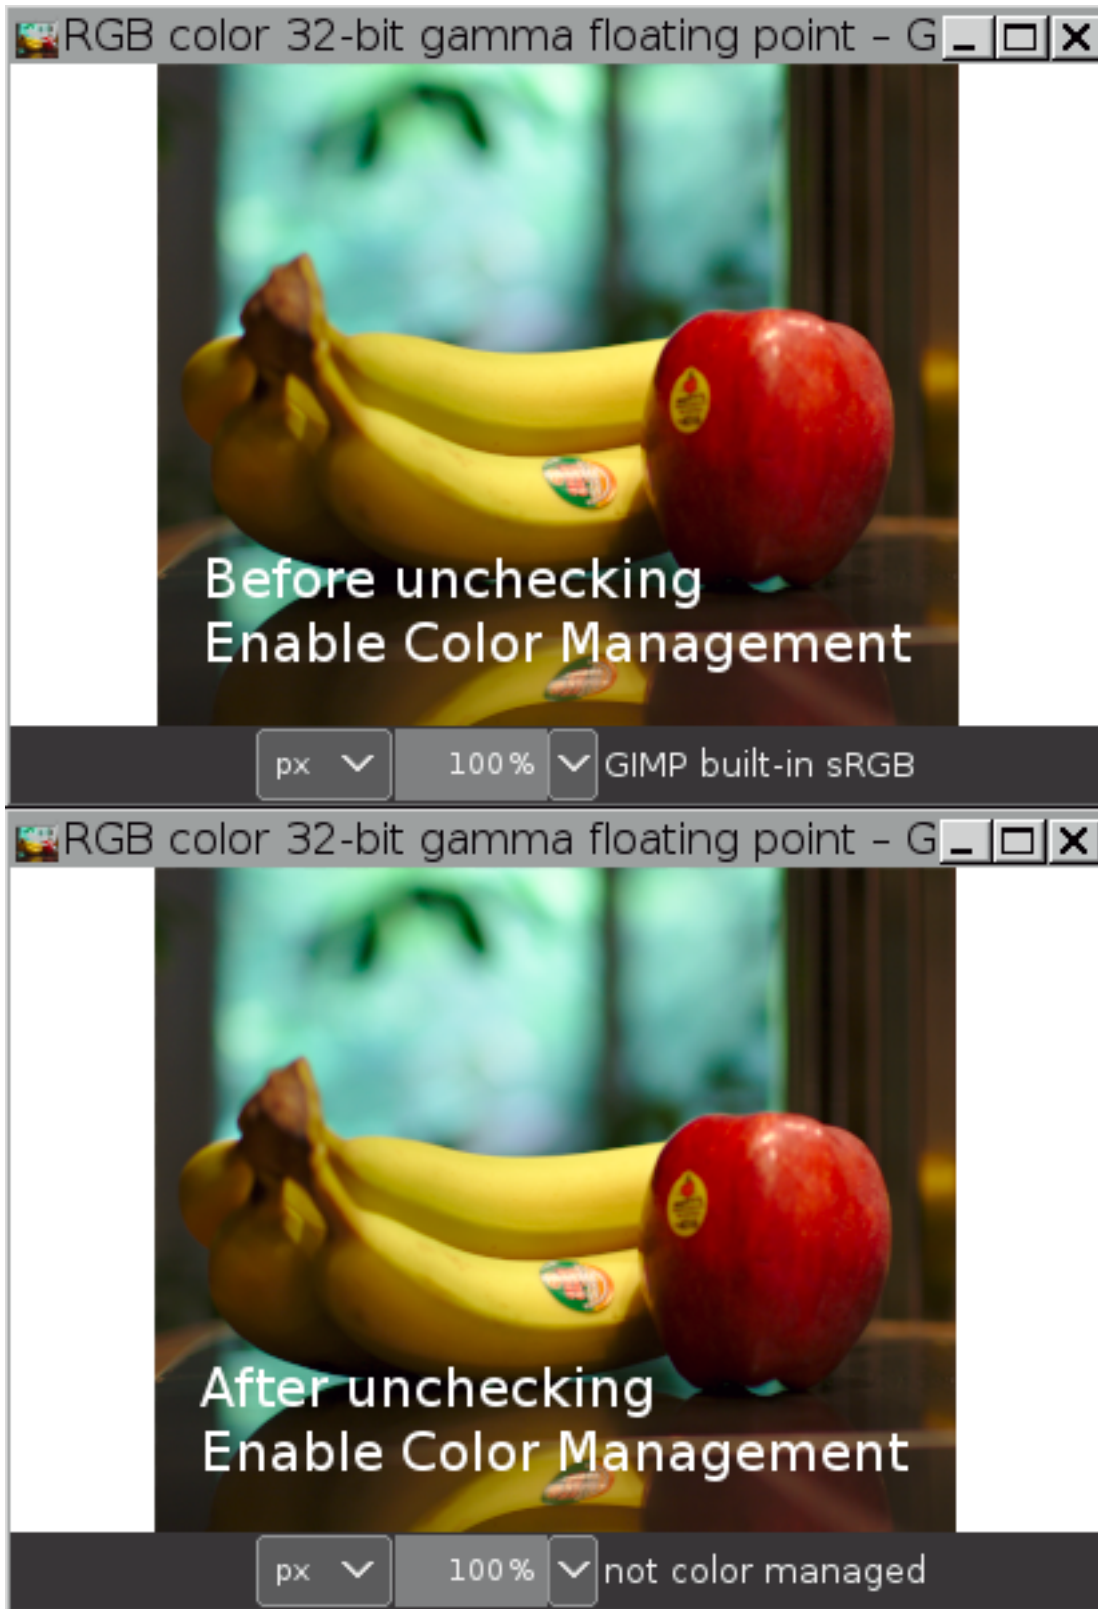 RGB color 32-bit gamma floating point – G
Before unchecking
Enable Color Management
px 100% GIMP built-in sRGB
RGB color 32-bit gamma floating point – G
After unchecking
Enable Color Management
px 100% not color managed